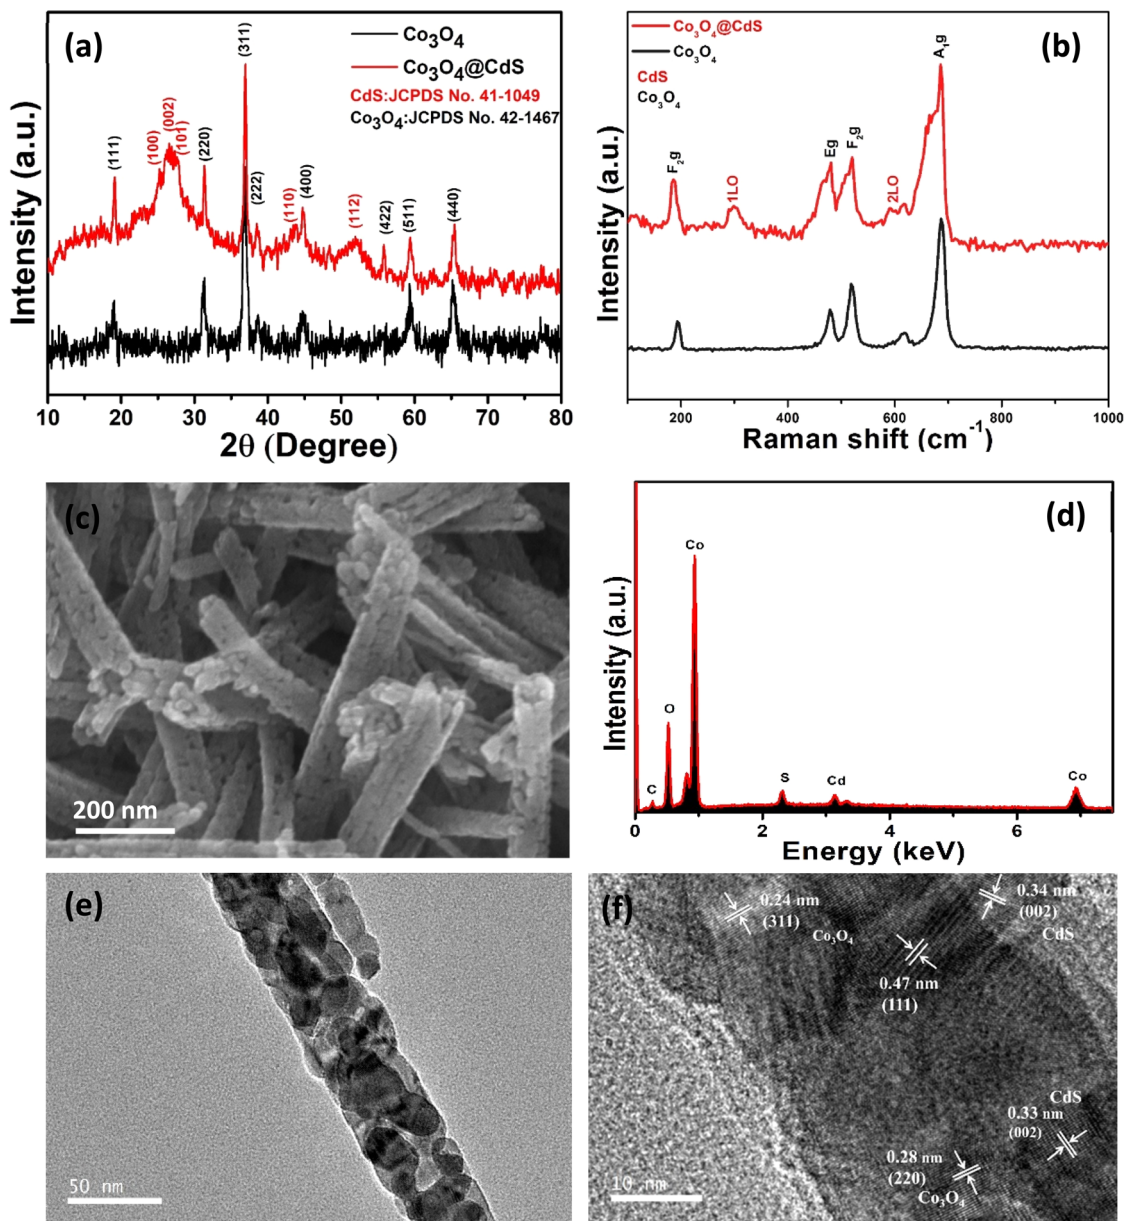 (a)
Co₃O₄
Co₃O₄@CdS
CdS:JCPDS No. 41-1049
Co₃O₄:JCPDS No. 42-1467
(111)
(100)
(002)
(101)
(220)
(311)
(222)
(110)
(400)
(112)
(422)
(511)
(440)
Intensity (a.u.)
10 20 30 40 50 60 70 80
2θ (Degree)
(b)
Co₃O₄@CdS
Co₃O₄
CdS
Co₃O₄
F₂g
1LO
Eg
F₂g
2LO
A₁g
Intensity (a.u.)
200 400 600 800 1000
Raman shift (cm⁻¹)
(c)
200 nm
(d)
C
O
Co
S
Cd
Co
Intensity (a.u.)
0 2 4 6
Energy (keV)
(e)
50 nm
(f)
0.24 nm
(311)
Co₃O₄
0.34 nm
(002)
CdS
0.47 nm
(111)
CdS
0.33 nm
(002)
0.28 nm
(220)
Co₃O₄
10 nm